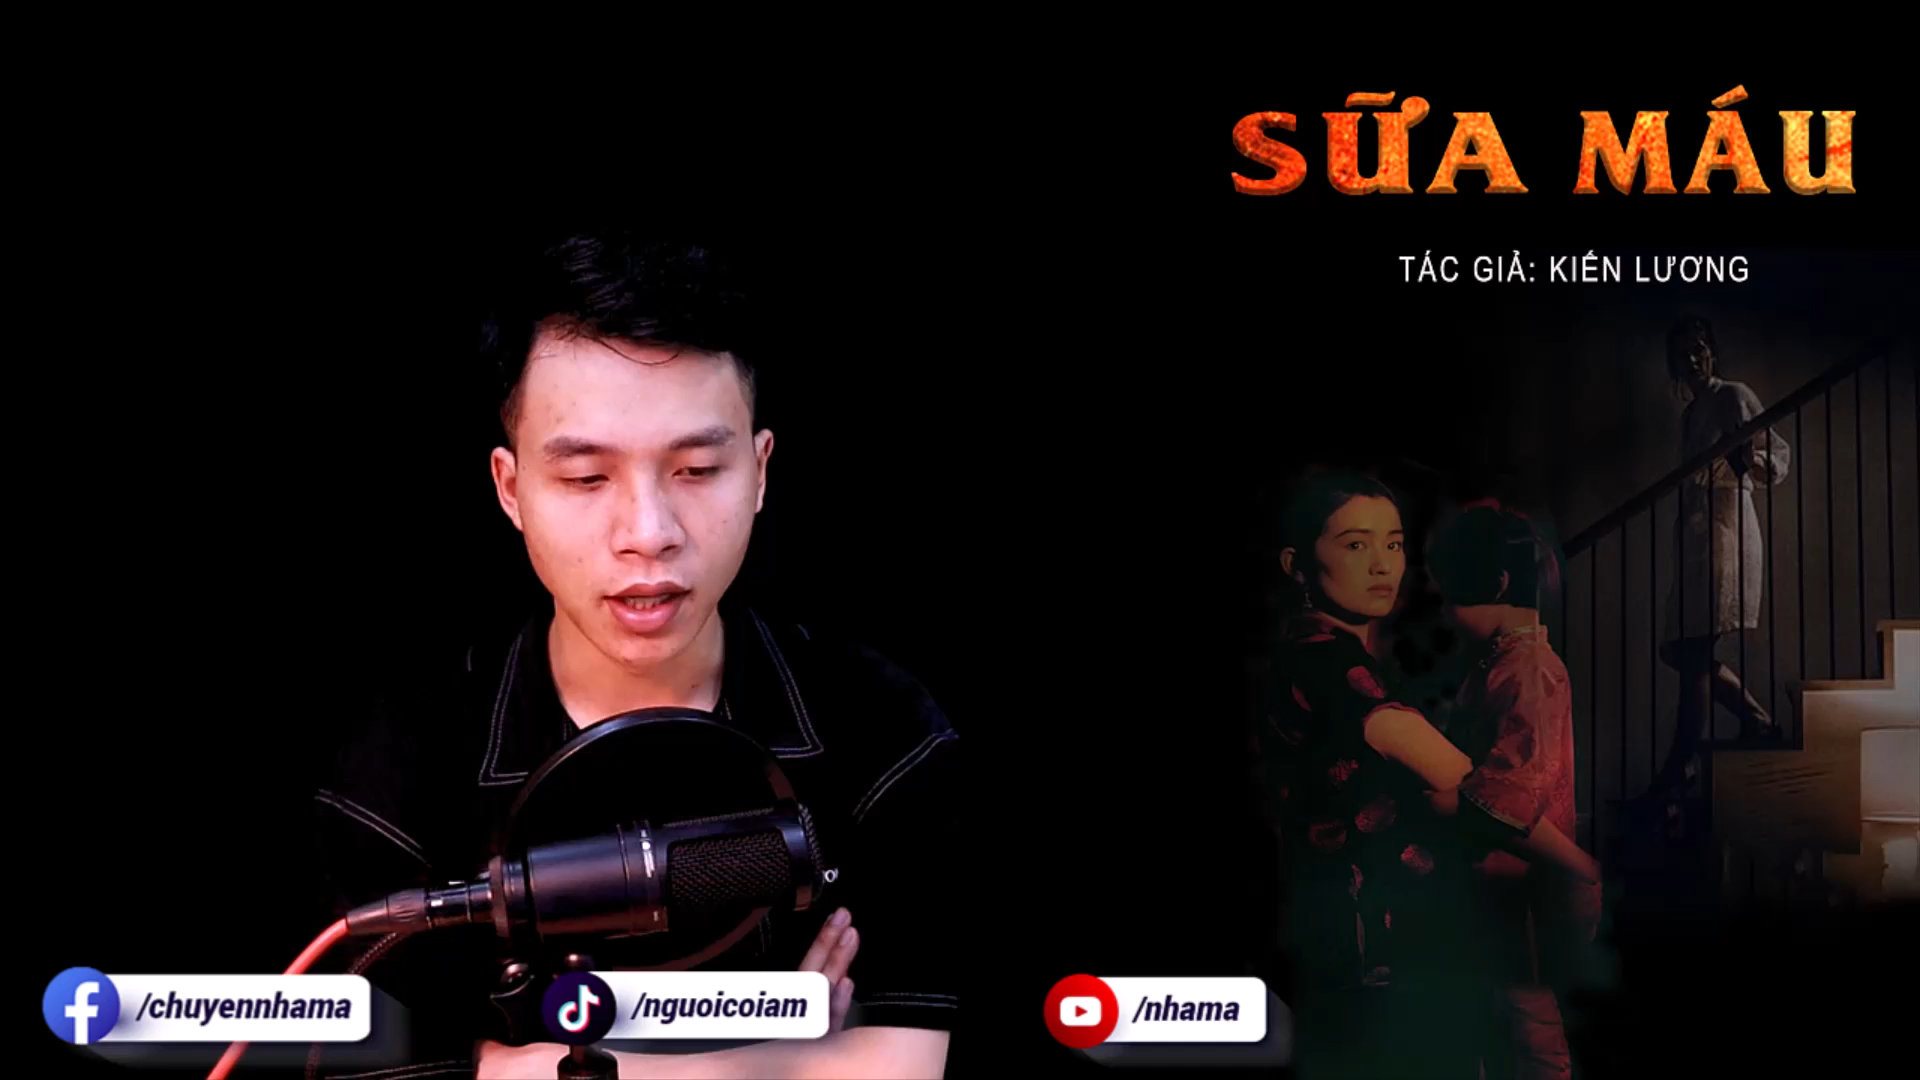 SỮA MÁU
TÁC GIẢ: KIẾN LƯƠNG
/chuyennhama
/nguoicoiam
/nhama